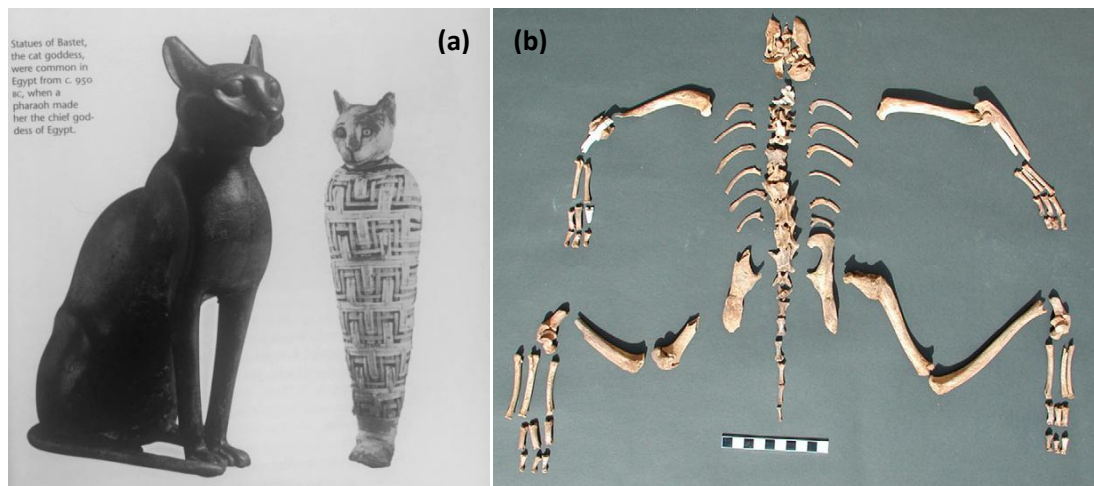 Statues of Bastet,
the cat goddess,
were common in
Egypt from c. 950
BC, when a
pharaoh made
her the chief god-
dess of Egypt.
(a)
(b)